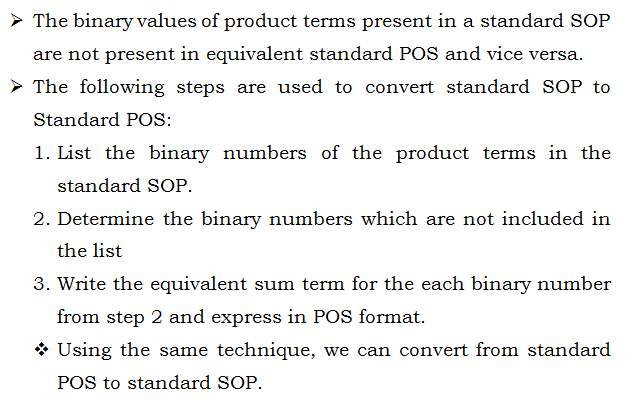 ➢ The binary values of product terms present in a standard SOP
are not present in equivalent standard POS and vice versa.
➢ The following steps are used to convert standard SOP to
Standard POS:
1. List the binary numbers of the product terms in the
standard SOP.
2. Determine the binary numbers which are not included in
the list
3. Write the equivalent sum term for the each binary number
from step 2 and express in POS format.
❖ Using the same technique, we can convert from standard
POS to standard SOP.